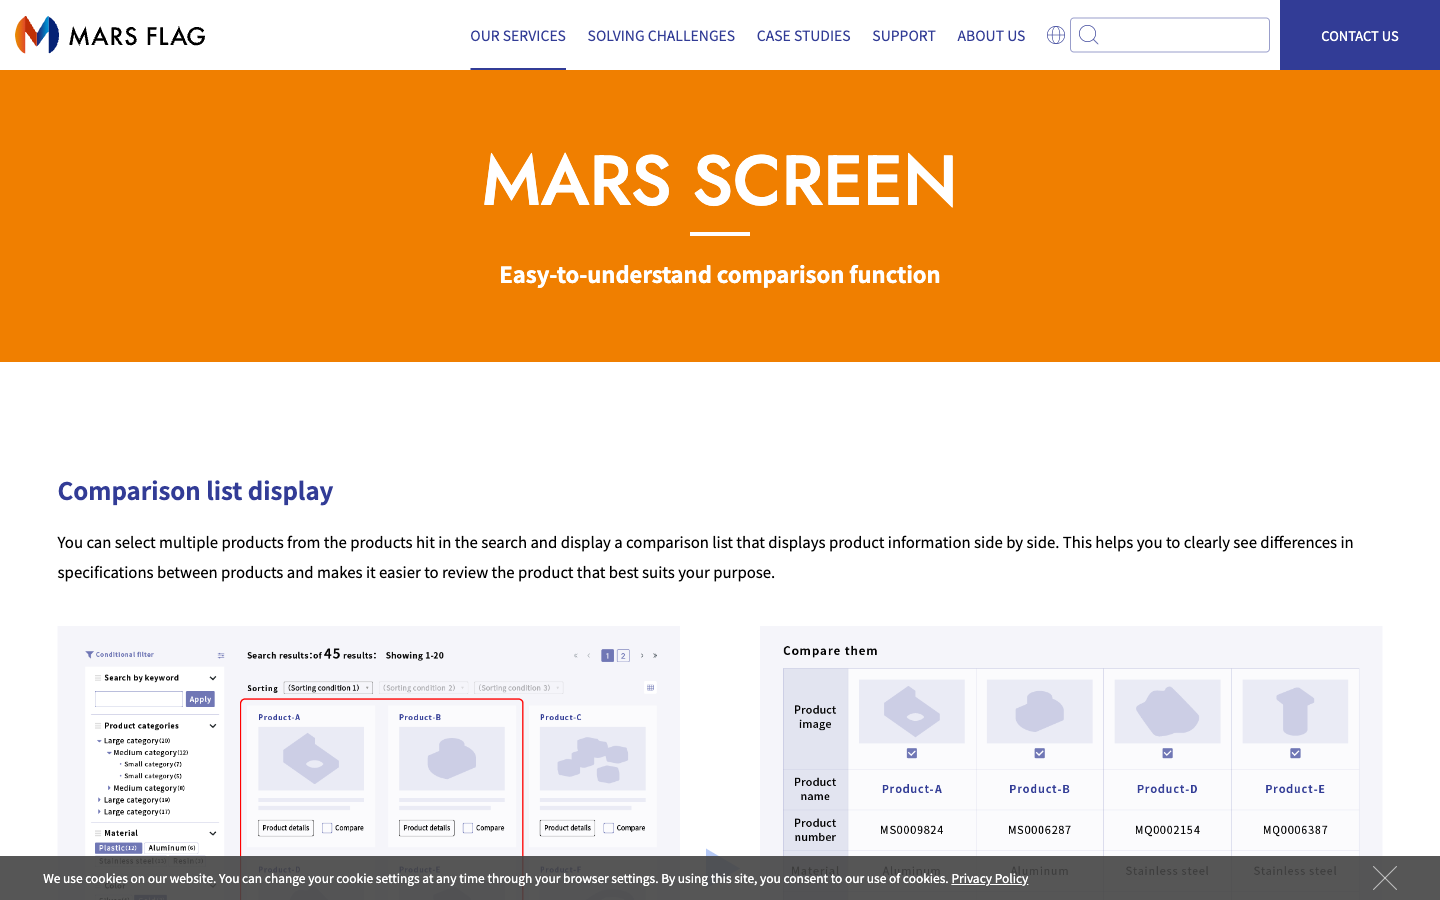 MARS FLAG
OUR SERVICES
SOLVING CHALLENGES
CASE STUDIES
SUPPORT
ABOUT US
CONTACT US
MARS SCREEN
Easy-to-understand comparison function
Comparison list display
You can select multiple products from the products hit in the search and display a comparison list that displays product information side by side. This helps you to clearly see differences in
specifications between products and makes it easier to review the product that best suits your purpose.
Conditional filter
Search by keyword
Apply
Product categories
Large category(20)
Medium category(12)
Small category(7)
Small category(5)
Medium category(8)
Large category(19)
Large category(17)
Material
Plastic(12) Aluminum(6)
Search results:of 45 results: Showing 1-20
« ‹ 1 2 › »
Sorting (Sorting condition 1) (Sorting condition 2) (Sorting condition 3)
Product-A Product-B Product-C
Product details Compare Product details Compare Product details Compare
Compare them
Product
image
Product
name
Product-A Product-B Product-D Product-E
Product
number
MS0009824 MS0006287 MQ0002154 MQ0006387
Material Aluminum Aluminum Stainless steel Stainless steel
We use cookies on our website. You can change your cookie settings at any time through your browser settings. By using this site, you consent to our use of cookies. Privacy Policy